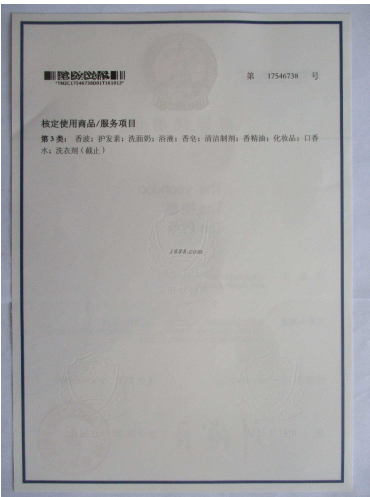 第 17546738 号
*TMZC17546738D01T161012*
核定使用商品/服务项目
第 3 类: 香波; 护发素; 洗面奶; 浴液; 香皂; 清洁制剂; 香精油; 化妆品; 口香
水; 洗衣剂(截止)
1688.com